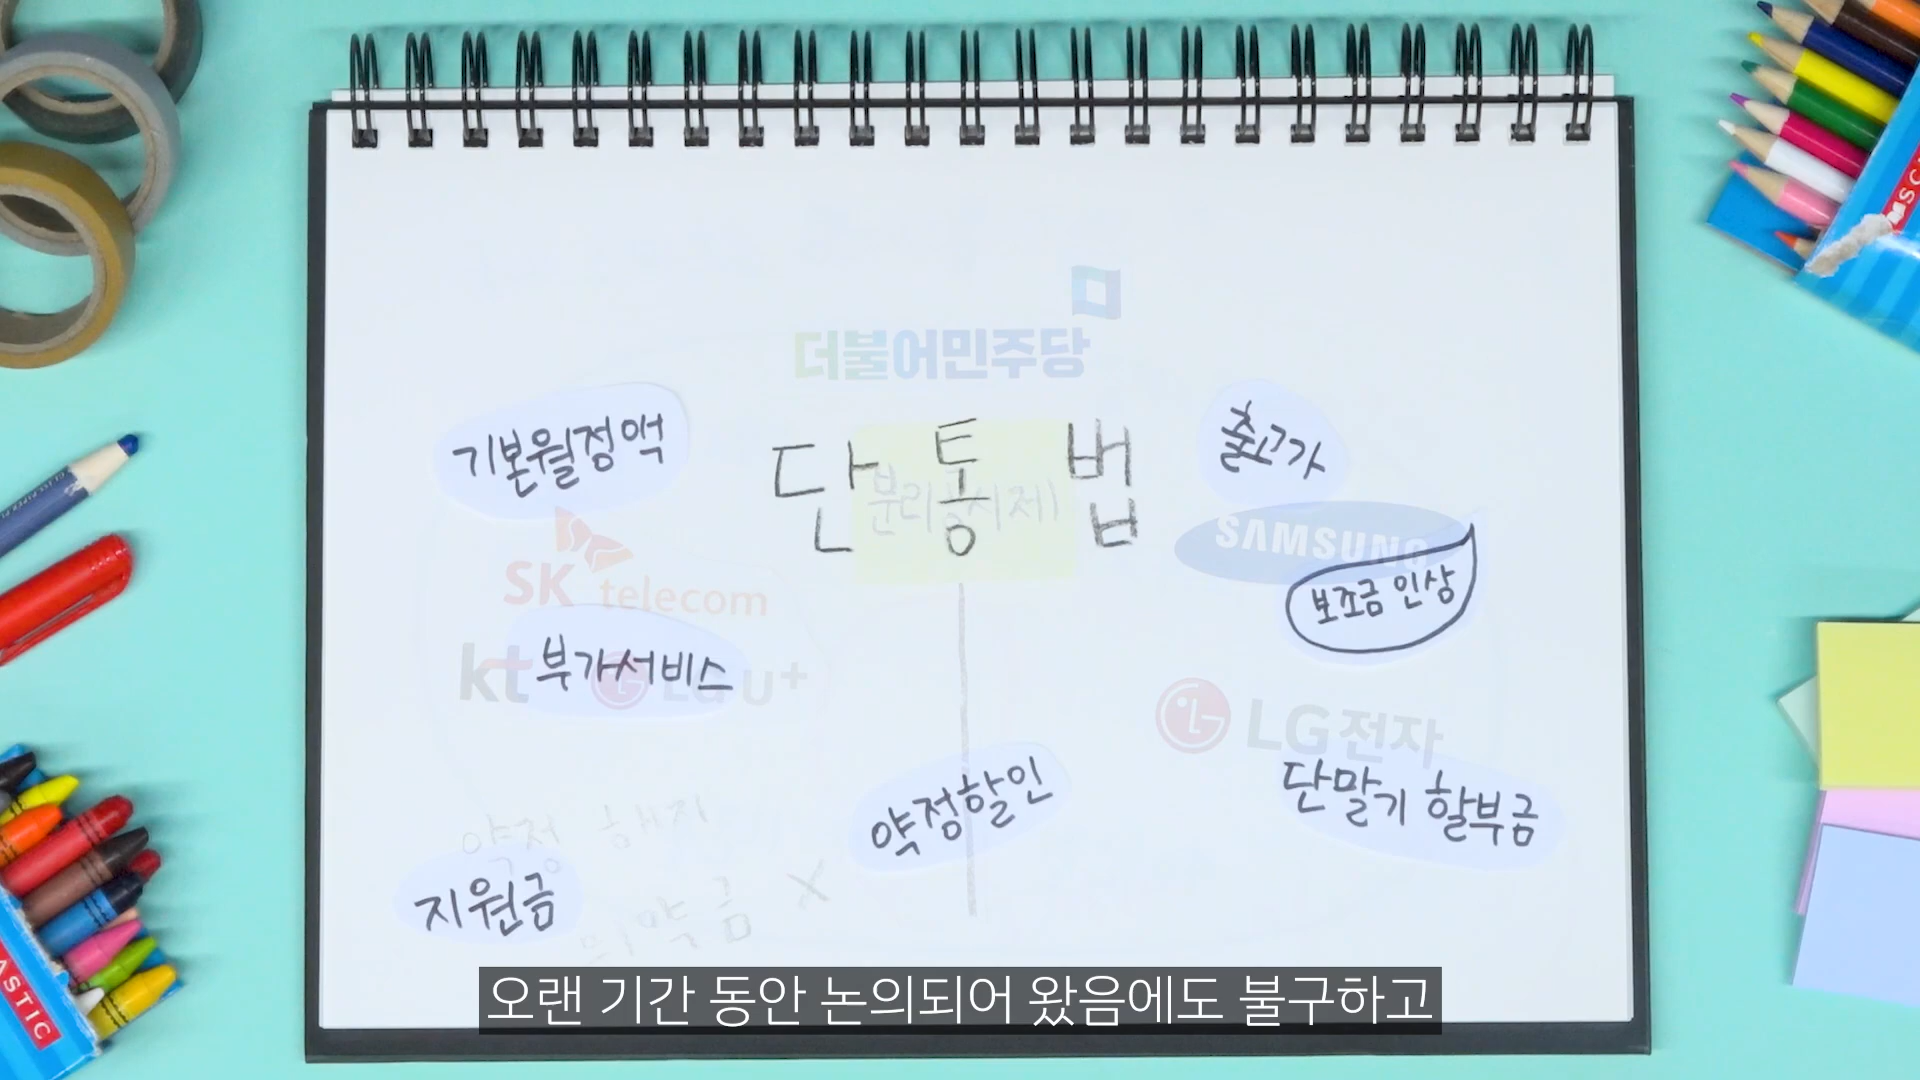 더불어민주당
기본월정액
단통법
분리공시제
출고가
SK telecom
SAMSUNG
보조금 인상
kt
부가서비스
LG U+
LG전자
약정할인
단말기 할부금
약정 해지
지원금
위약금 X
오랜 기간 동안 논의되어 왔음에도 불구하고